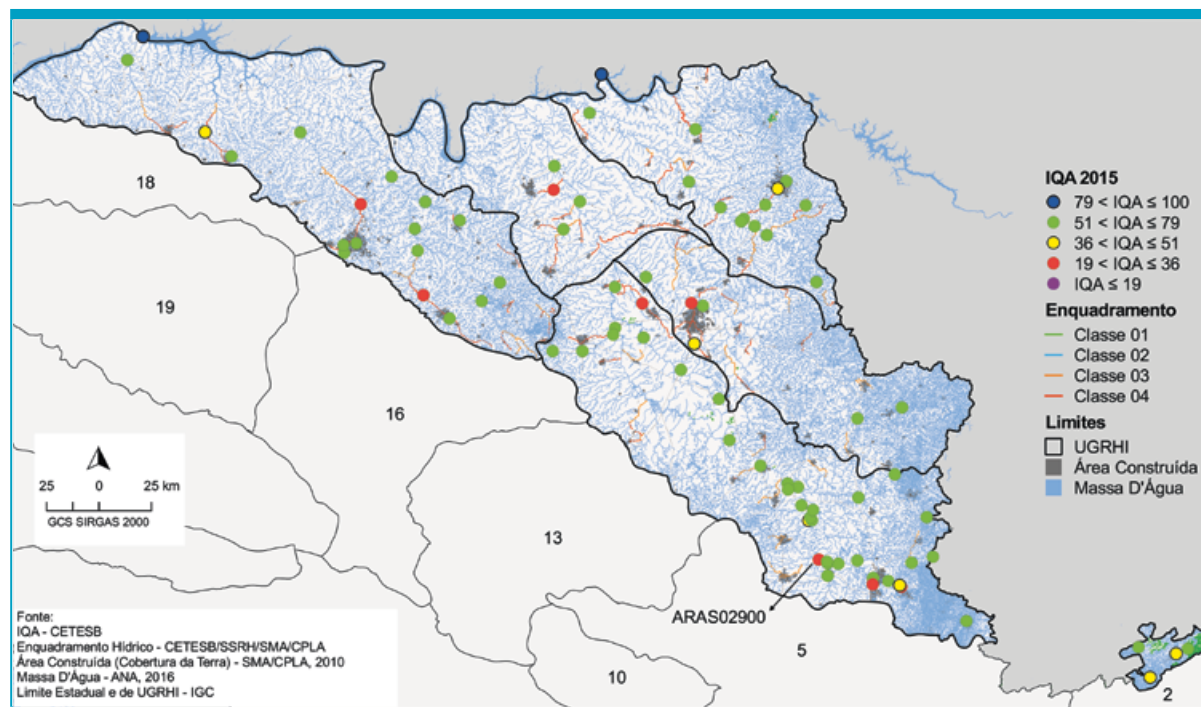 18
19
16
13
10
5
2
ARAS02900
25 0 25 km
GCS SIRGAS 2000
Fonte:
IQA - CETESB
Enquadramento Hídrico - CETESB/SSRH/SMA/CPLA
Área Construída (Cobertura da Terra) - SMA/CPLA, 2010
Massa D'Água - ANA, 2016
Limite Estadual e de UGRHI - IGC
IQA 2015
79 < IQA ≤ 100
51 < IQA ≤ 79
36 < IQA ≤ 51
19 < IQA ≤ 36
IQA ≤ 19
Enquadramento
Classe 01
Classe 02
Classe 03
Classe 04
Limites
UGRHI
Área Construída
Massa D'Água